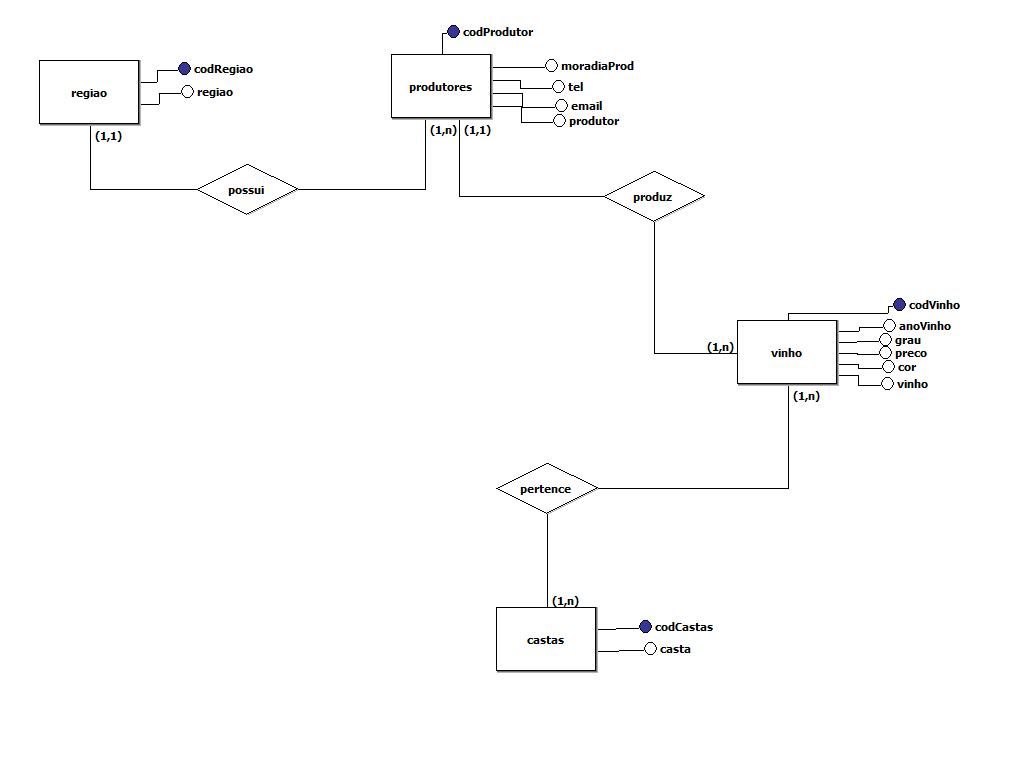 codProdutor
regiao
codRegiao
regiao
produtores
moradiaProd
tel
email
produtor
(1,1)
(1,n)
(1,1)
possui
produz
codVinho
(1,n)
vinho
anoVinho
grau
preco
cor
vinho
(1,n)
pertence
(1,n)
castas
codCastas
casta